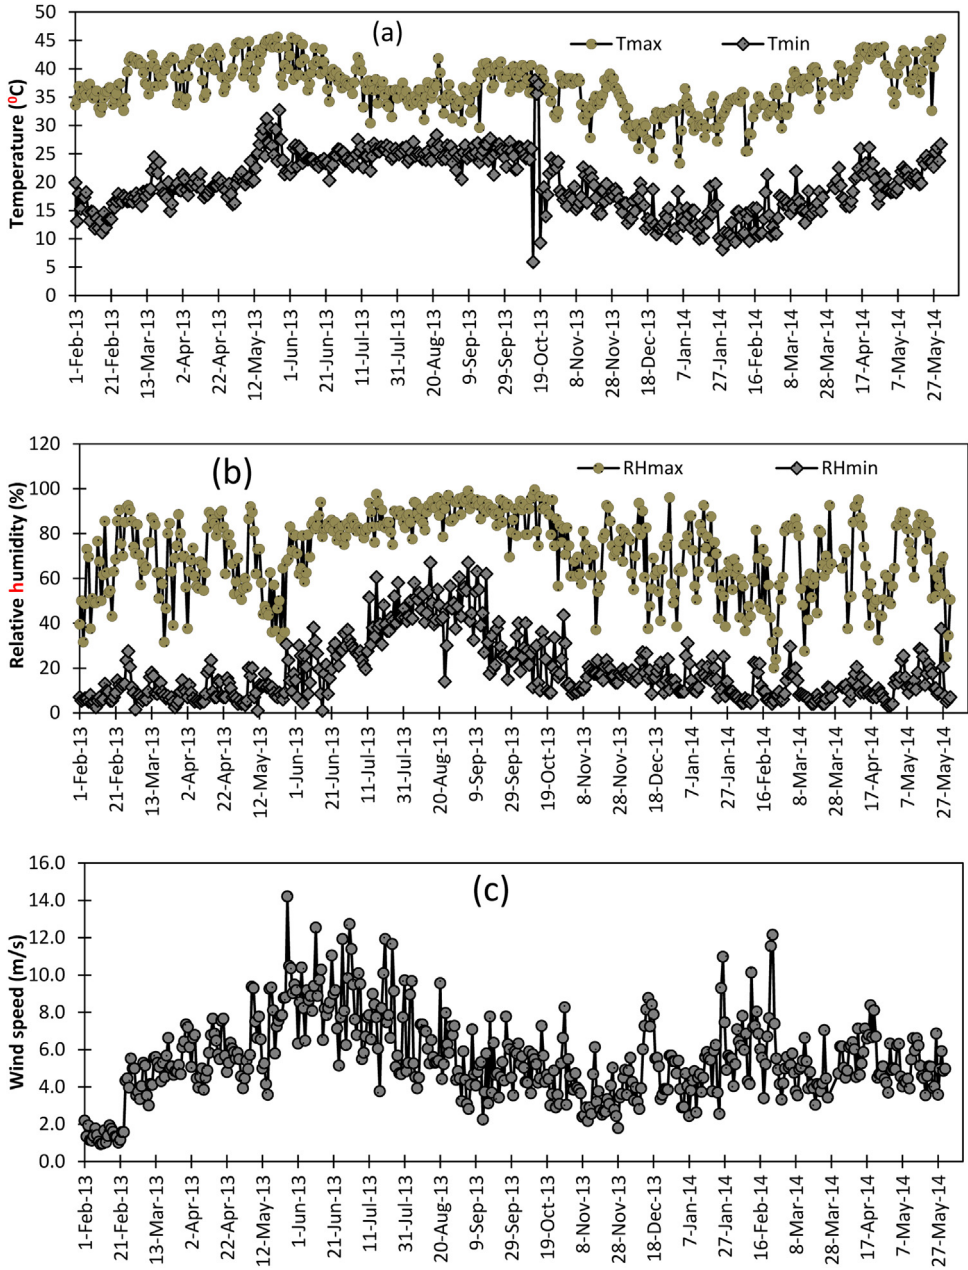 (a)
Tmax
Tmin
Temperature (⁰C)
50
45
40
35
30
25
20
15
10
5
0
1-Feb-13
21-Feb-13
13-Mar-13
2-Apr-13
22-Apr-13
12-May-13
1-Jun-13
21-Jun-13
11-Jul-13
31-Jul-13
20-Aug-13
9-Sep-13
29-Sep-13
19-Oct-13
8-Nov-13
28-Nov-13
18-Dec-13
7-Jan-14
27-Jan-14
16-Feb-14
8-Mar-14
28-Mar-14
17-Apr-14
7-May-14
27-May-14
(b)
RHmax
RHmin
Relative humidity (%)
120
100
80
60
40
20
0
1-Feb-13
21-Feb-13
13-Mar-13
2-Apr-13
22-Apr-13
12-May-13
1-Jun-13
21-Jun-13
11-Jul-13
31-Jul-13
20-Aug-13
9-Sep-13
29-Sep-13
19-Oct-13
8-Nov-13
28-Nov-13
18-Dec-13
7-Jan-14
27-Jan-14
16-Feb-14
8-Mar-14
28-Mar-14
17-Apr-14
7-May-14
27-May-14
(c)
Wind speed (m/s)
16.0
14.0
12.0
10.0
8.0
6.0
4.0
2.0
0.0
1-Feb-13
21-Feb-13
13-Mar-13
2-Apr-13
22-Apr-13
12-May-13
1-Jun-13
21-Jun-13
11-Jul-13
31-Jul-13
20-Aug-13
9-Sep-13
29-Sep-13
19-Oct-13
8-Nov-13
28-Nov-13
18-Dec-13
7-Jan-14
27-Jan-14
16-Feb-14
8-Mar-14
28-Mar-14
17-Apr-14
7-May-14
27-May-14